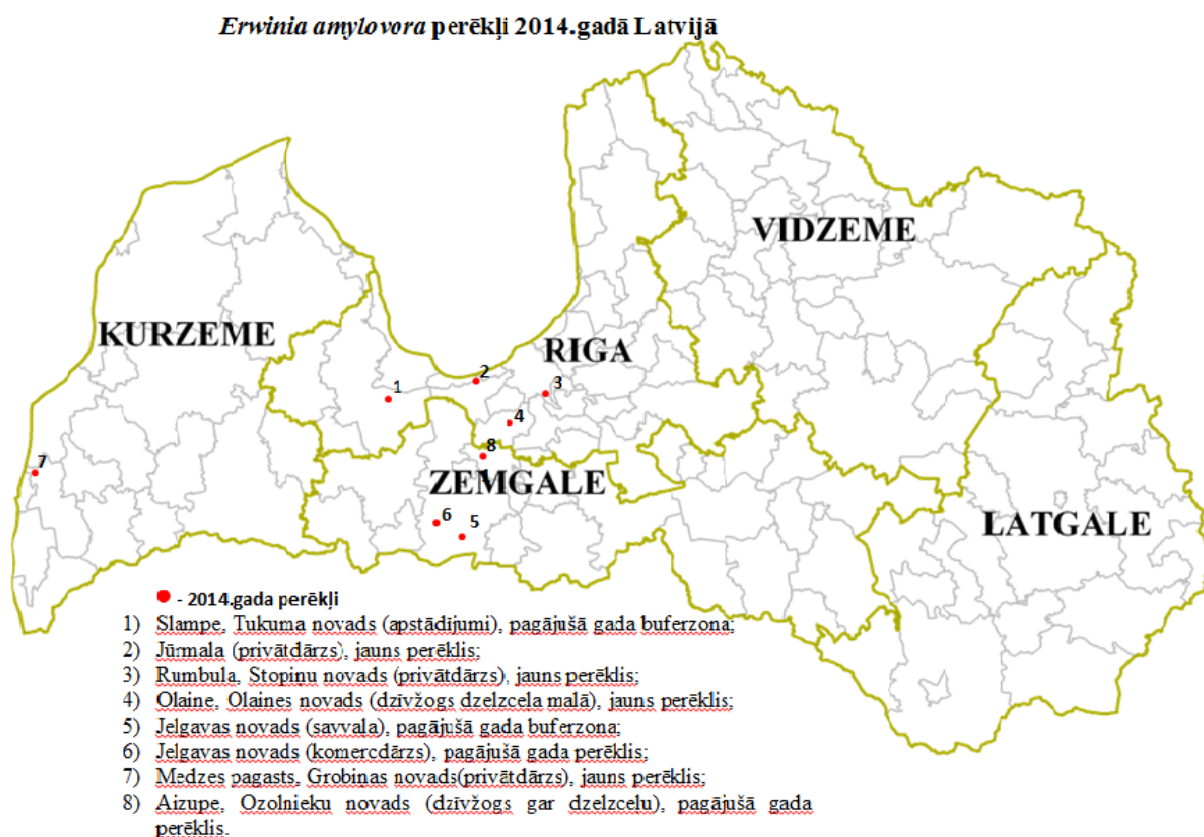 Erwinia amylovora perēkļi 2014.gadā Latvijā
VIDZEME
KURZEME
RIGA
1
2
3
4
8
7
ZEMGALE
6
5
LATGALE
- 2014.gada perēkļi
1) Slampe, Tukuma novads (apstādījumi), pagājušā gada buferzona;
2) Jūrmala (privātdārzs), jauns perēklis;
3) Rumbula, Stopiņu novads (privātdārzs), jauns perēklis;
4) Olaine, Olaines novads (dzīvžogs dzelzceļa malā), jauns perēklis;
5) Jelgavas novads (savvaļa), pagājušā gada buferzona;
6) Jelgavas novads (komercdārzs), pagājušā gada perēklis;
7) Medzes pagasts, Grobiņas novads(privātdārzs), jauns perēklis;
8) Aizupe, Ozolnieku novads (dzīvžogs gar dzelzceļu), pagājušā gada
perēklis.